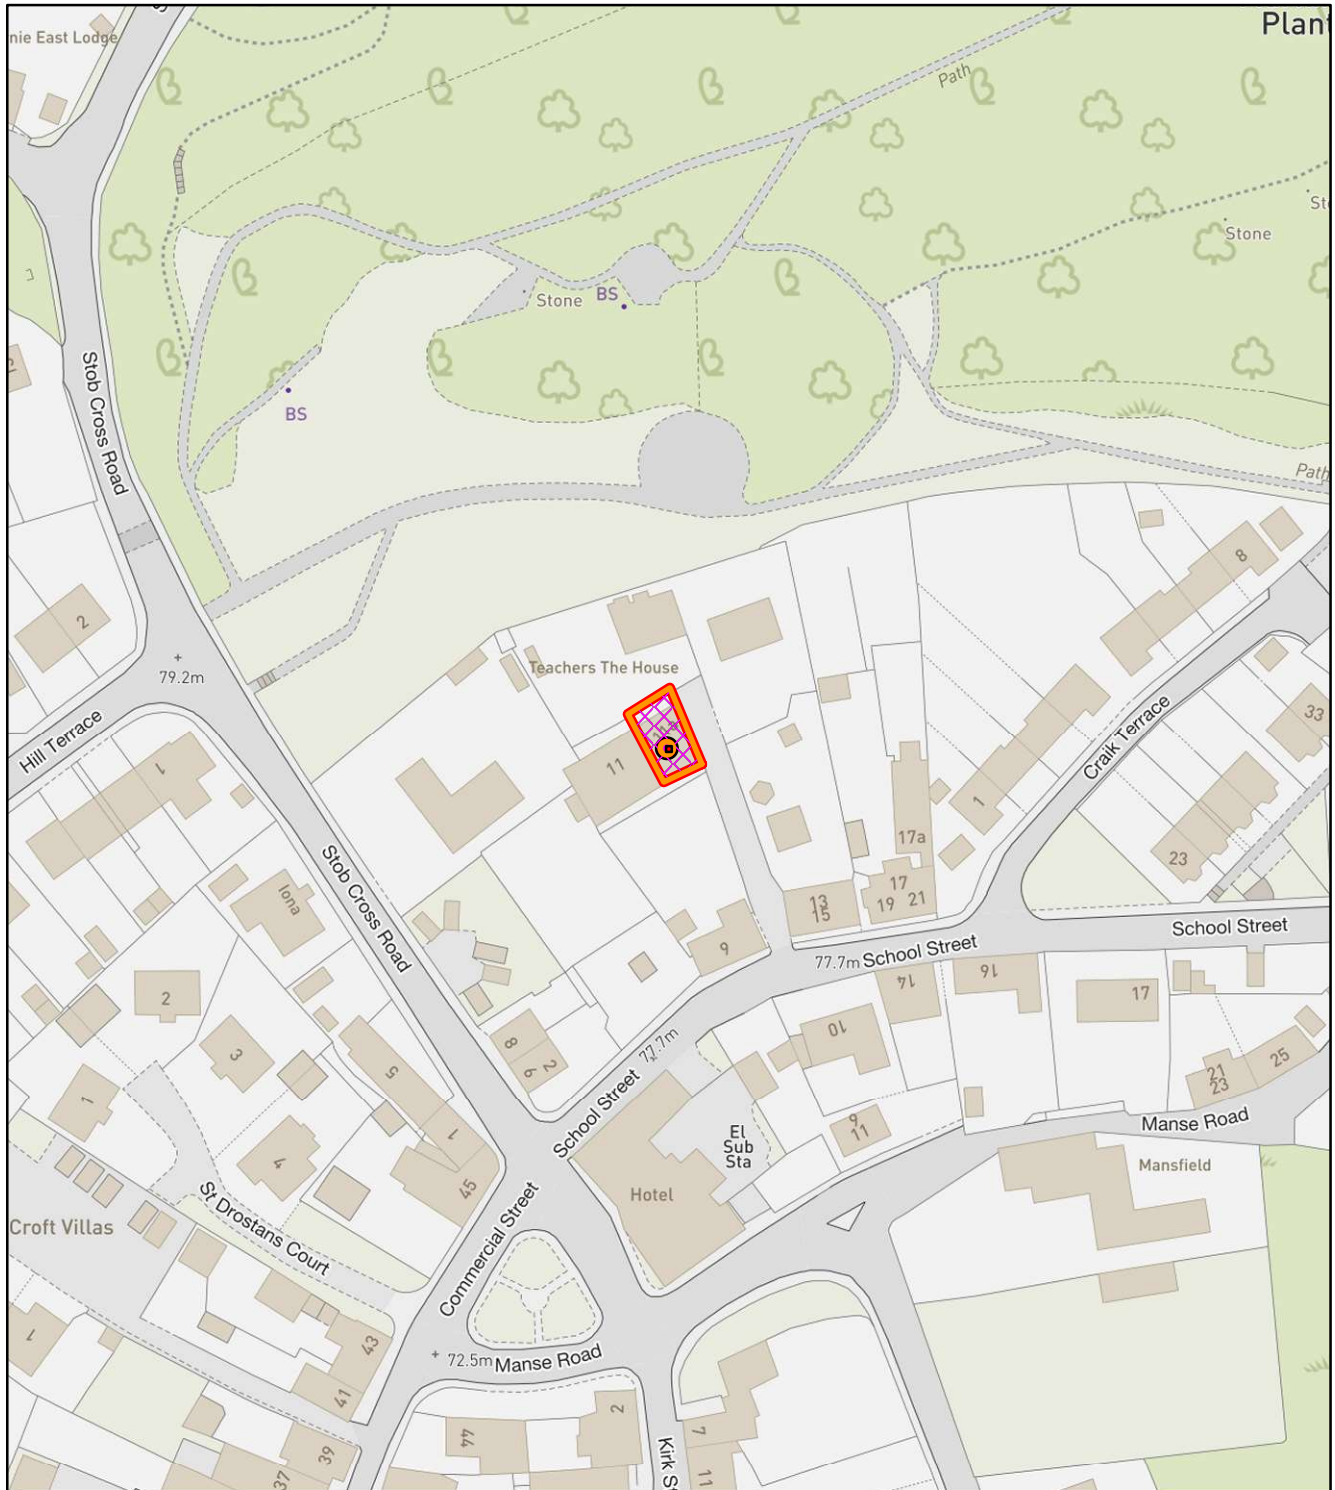 nie East Lodge
Plant
Path
Stone
Stone
BS
BS
Stob Cross Road
Path
8
2
79.2m
Teachers The House
Hill Terrace
1
11
33
Craik Terrace
1
17a
23
Stob Cross Road
Iona
17
19 21
13
15
School Street
9
77.7m
School Street
2
14
16
17
3
10
8
2
6
77.7m
School Street
5
25
21
23
1
9
11
Manse Road
1
El
Sub
Sta
4
45
Hotel
Mansfield
St Drostans Court
Croft Villas
Commercial Street
43
1
72.5m
Manse Road
41
2
44
7
39
37
Kirk S
11